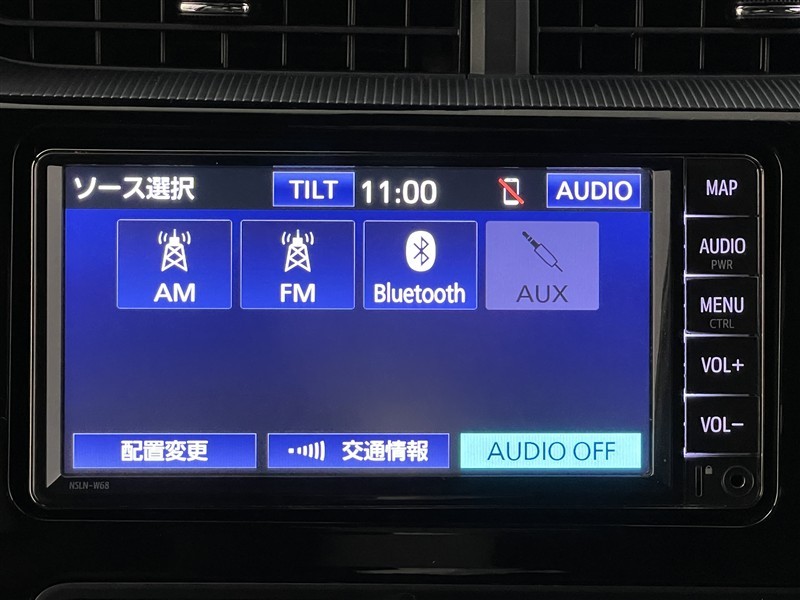 ソース選択 TILT 11:00 AUDIO
AM FM Bluetooth AUX
配置変更 交通情報 AUDIO OFF
NSLN-W68
MAP
AUDIO
PWR
MENU
CTRL
VOL+
VOL−